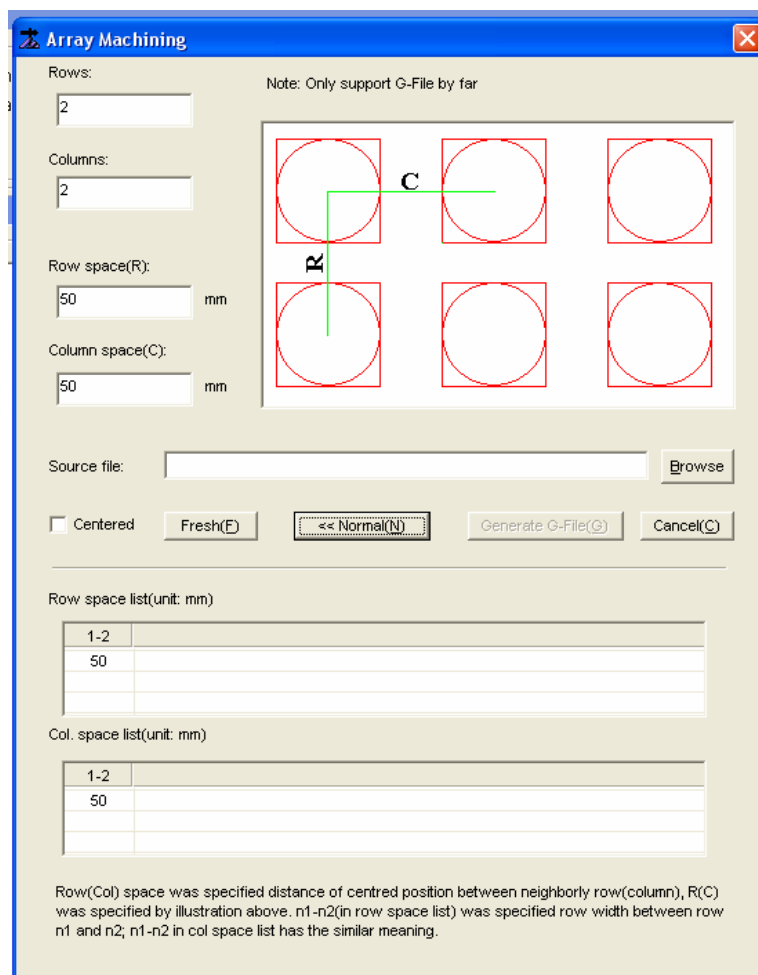 Array Machining
Rows:
Note: Only support G-File by far
2
Columns:
2
C
R
Row space(R):
50 mm
Column space(C):
50 mm
Source file:
Browse
Centered
Fresh(F)
<< Normal(N)
Generate G-File(G)
Cancel(C)
Row space list(unit: mm)
1-2
50
Col. space list(unit: mm)
1-2
50
Row(Col) space was specified distance of centred position between neighborly row(column), R(C)
was specified by illustration above. n1-n2(in row space list) was specified row width between row
n1 and n2; n1-n2 in col space list has the similar meaning.